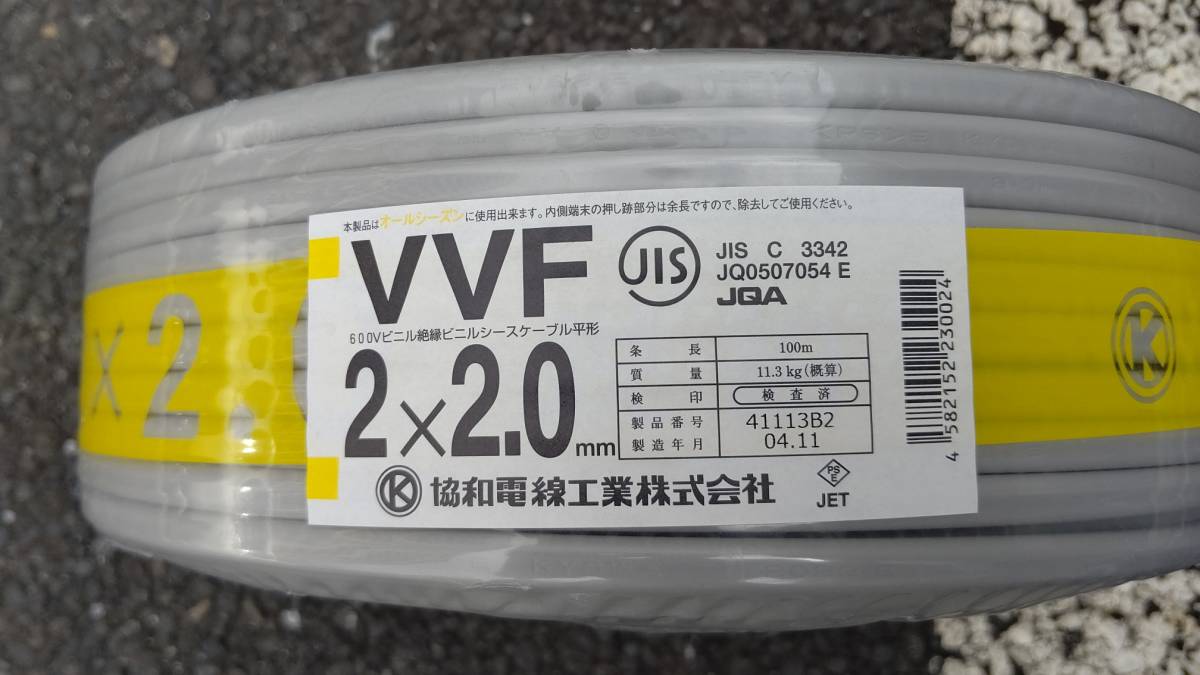 本製品はオールシーズンに使用出来ます。内側端末の押し跡部分は余長ですので、除去してご使用ください。
VVF
JIS
JIS C 3342
JQ0507054 E
JQA
600Vビニル絶縁ビニルシースケーブル平形
2×2.0mm
条長 100m
質量 11.3kg(概算)
検印 検査済
製品番号 41113B2
製造年月 04.11
K 協和電線工業株式会社
PS
E
JET
4 582152 230024
× 2.
K